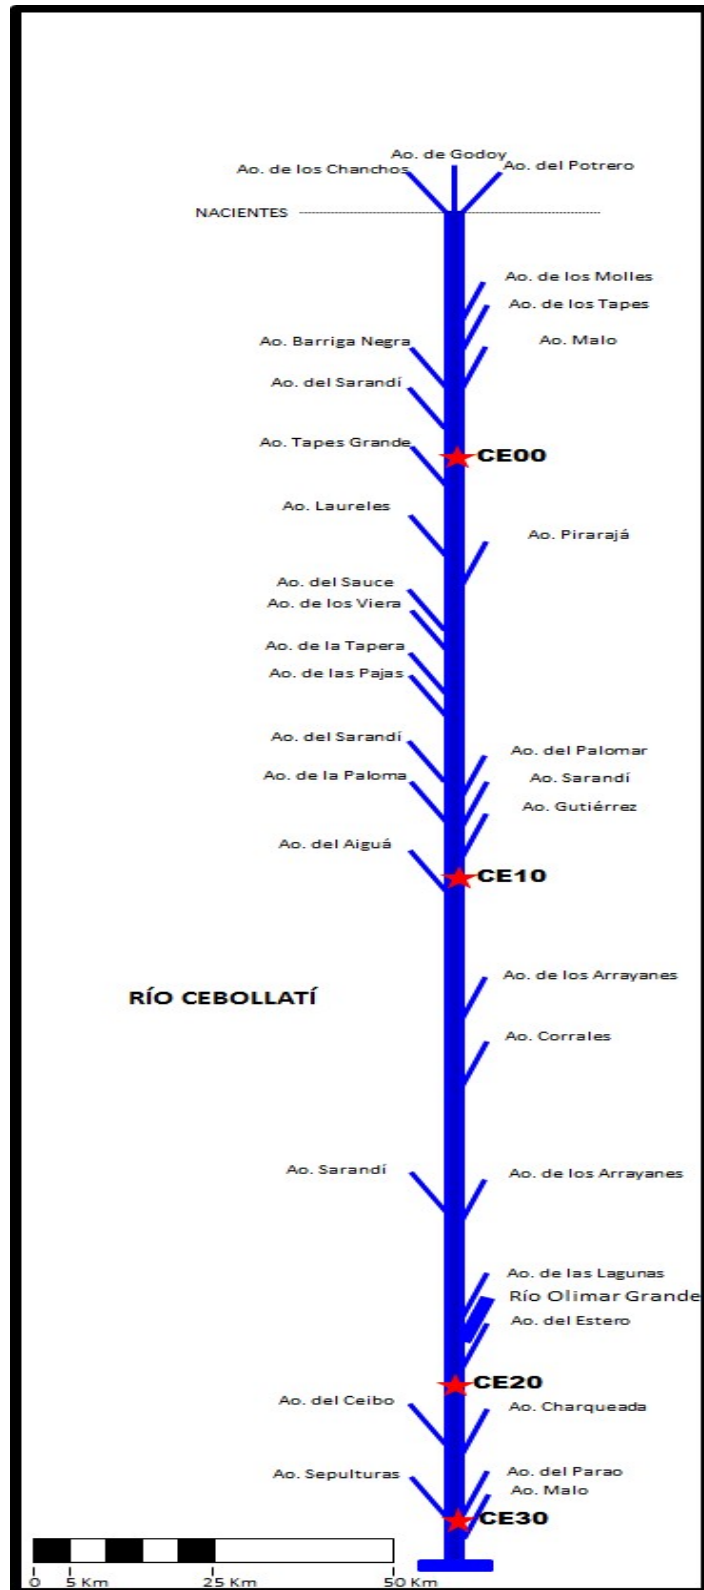 Ao. de Godoy
Ao. de los Chanchos
Ao. del Potrero
NACIENTES
Ao. de los Molles
Ao. de los Tapes
Ao. Barriga Negra
Ao. Malo
Ao. del Sarandí
Ao. Tapes Grande
CE00
Ao. Laureles
Ao. Pirarajá
Ao. del Sauce
Ao. de los Viera
Ao. de la Tapera
Ao. de las Pajas
Ao. del Sarandí
Ao. del Palomar
Ao. de la Paloma
Ao. Sarandí
Ao. Gutiérrez
Ao. del Aiguá
CE10
Ao. de los Arrayanes
RÍO CEBOLLATÍ
Ao. Corrales
Ao. Sarandí
Ao. de los Arrayanes
Ao. de las Lagunas
Río Olimar Grande
Ao. del Estero
CE20
Ao. del Ceibo
Ao. Charqueada
Ao. Sepulturas
Ao. del Parao
Ao. Malo
CE30
0 5 Km 25 Km 50 Km